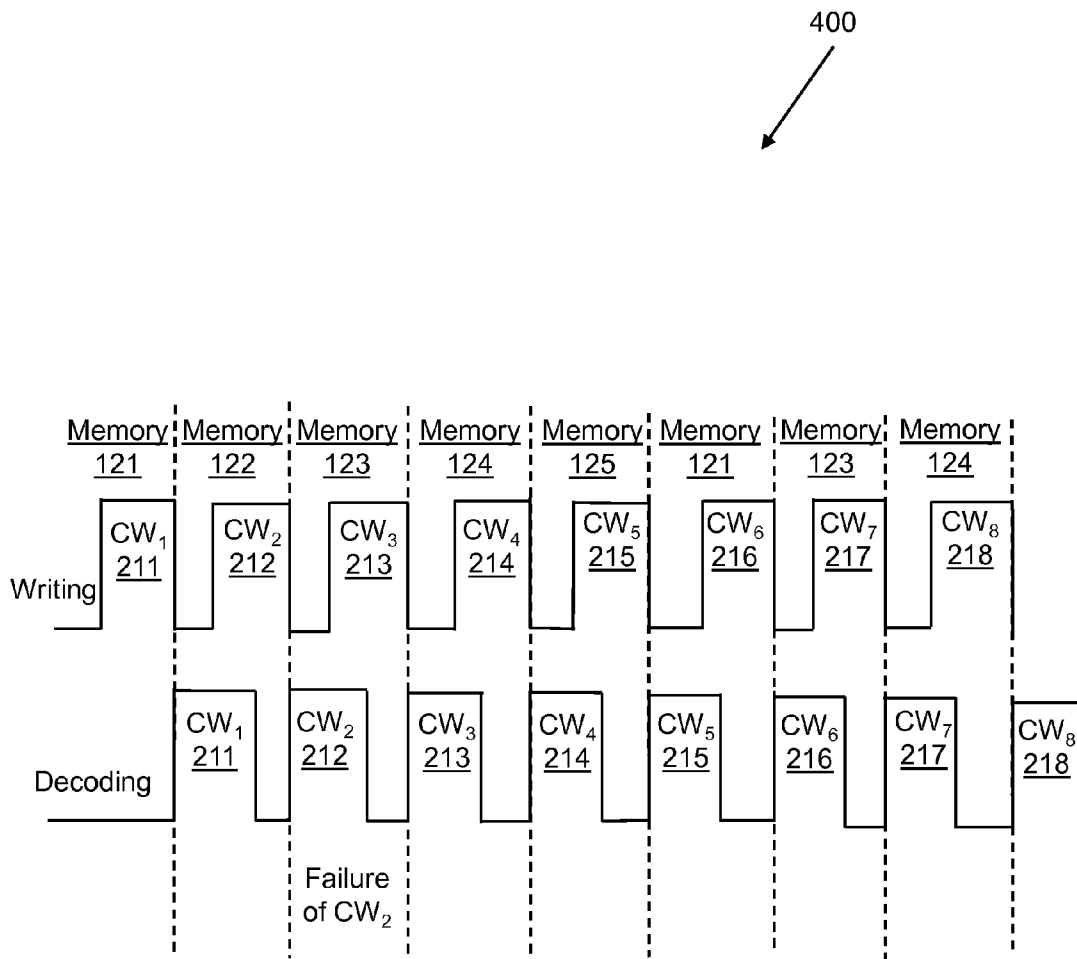 400
Memory Memory Memory Memory Memory Memory Memory Memory
121 122 123 124 125 121 123 124
CW₁ CW₂ CW₃ CW₄ CW₅ CW₆ CW₇ CW₈
211 212 213 214 215 216 217 218
Writing
CW₁ CW₂ CW₃ CW₄ CW₅ CW₆ CW₇ CW₈
211 212 213 214 215 216 217 218
Decoding
Failure
of CW₂